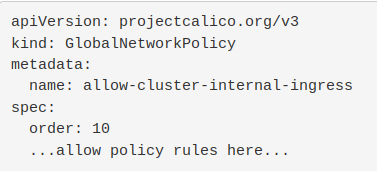 apiVersion: projectcalico.org/v3
kind: GlobalNetworkPolicy
metadata:
  name: allow-cluster-internal-ingress
spec:
  order: 10
  ...allow policy rules here...